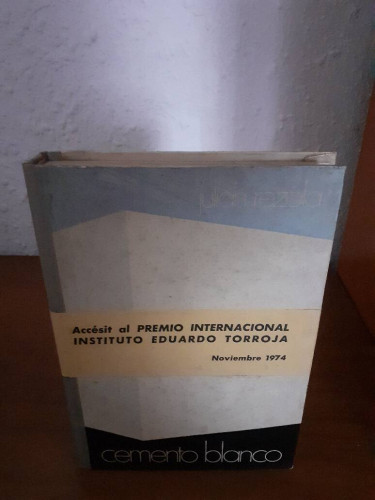 Accésit al PREMIO INTERNACIONAL
INSTITUTO EDUARDO TORROJA
Noviembre 1974
cemento blanco